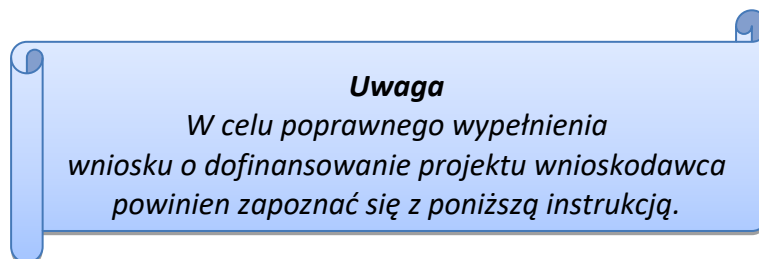 Uwaga
W celu poprawnego wypełnienia
wniosku o dofinansowanie projektu wnioskodawca
powinien zapoznać się z poniższą instrukcją.